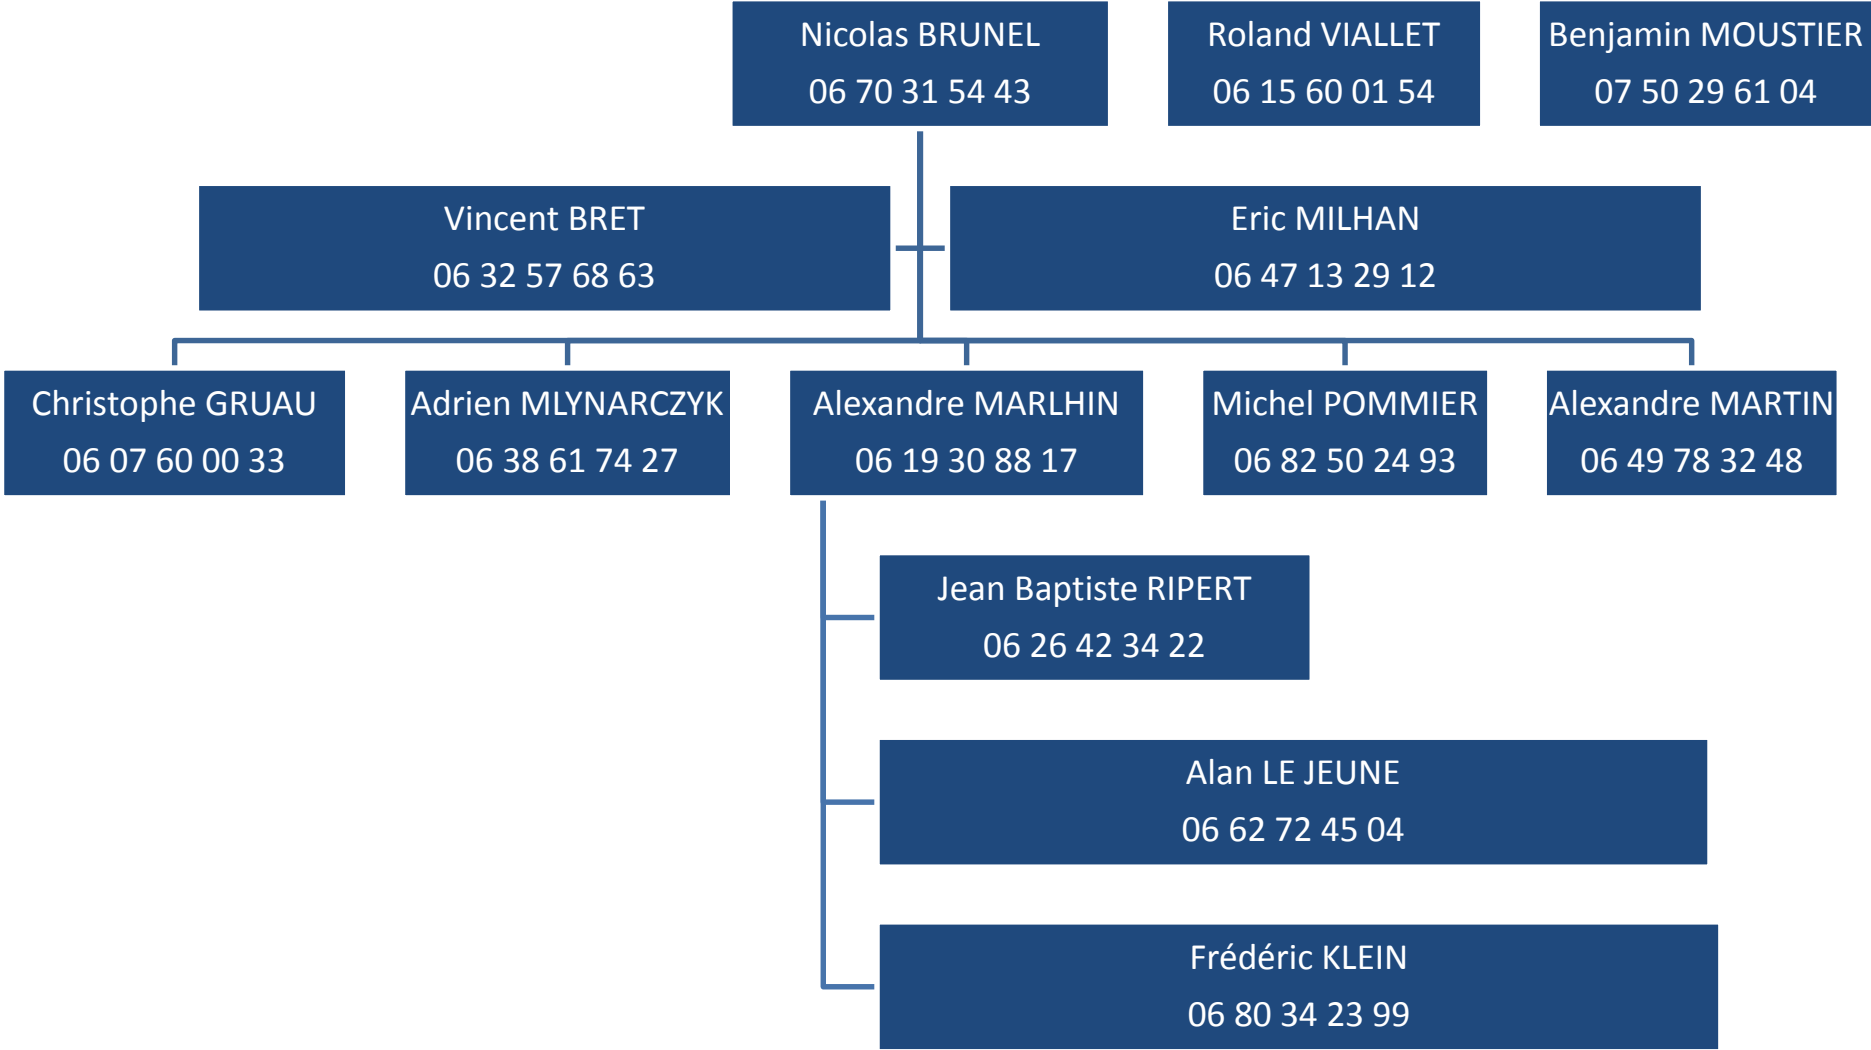 Nicolas BRUNEL
06 70 31 54 43
Roland VIALLET
06 15 60 01 54
Benjamin MOUSTIER
07 50 29 61 04
Vincent BRET
06 32 57 68 63
Eric MILHAN
06 47 13 29 12
Christophe GRUAU
06 07 60 00 33
Adrien MLYNARCZYK
06 38 61 74 27
Alexandre MARLHIN
06 19 30 88 17
Michel POMMIER
06 82 50 24 93
Alexandre MARTIN
06 49 78 32 48
Jean Baptiste RIPERT
06 26 42 34 22
Alan LE JEUNE
06 62 72 45 04
Frédéric KLEIN
06 80 34 23 99